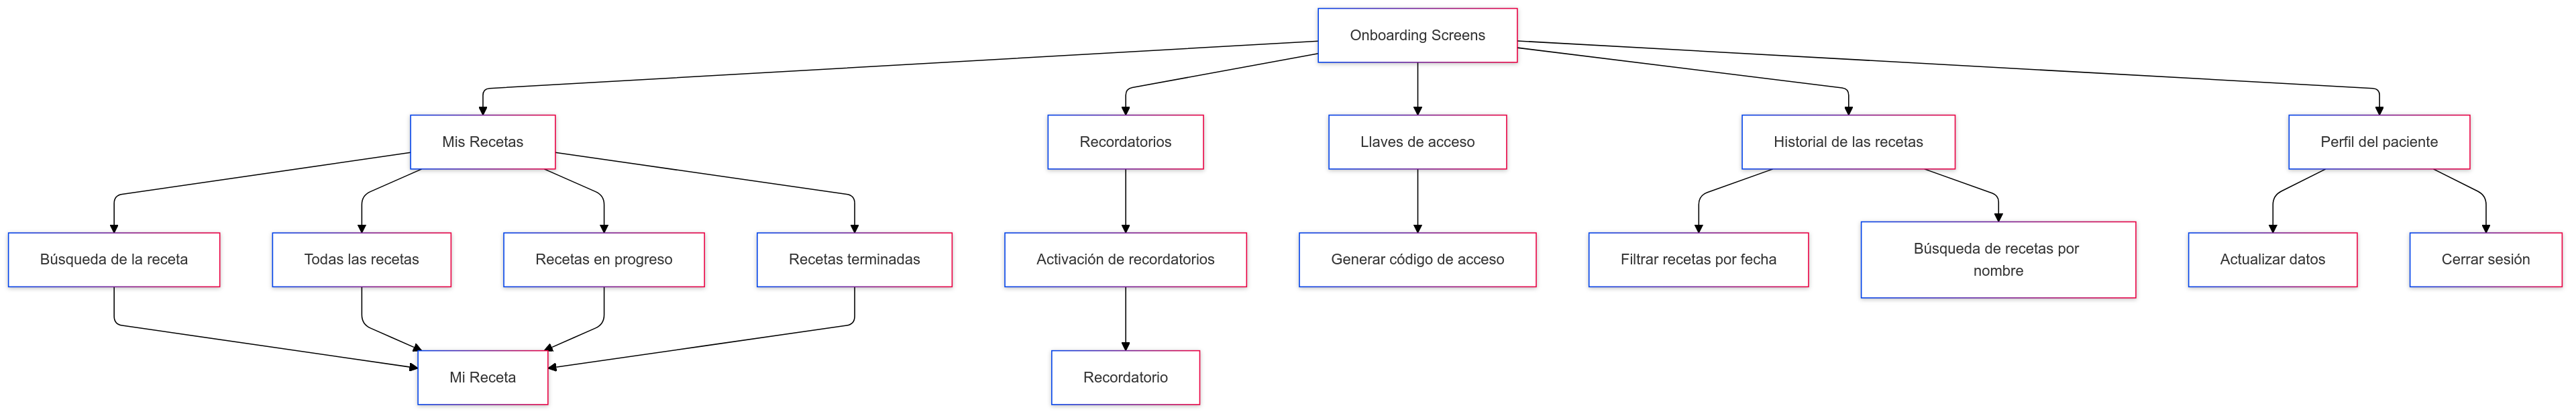 Onboarding Screens
Mis Recetas
Recordatorios
Llaves de acceso
Historial de las recetas
Perfil del paciente
Búsqueda de la receta
Todas las recetas
Recetas en progreso
Recetas terminadas
Activación de recordatorios
Generar código de acceso
Filtrar recetas por fecha
Búsqueda de recetas por
nombre
Actualizar datos
Cerrar sesión
Mi Receta
Recordatorio